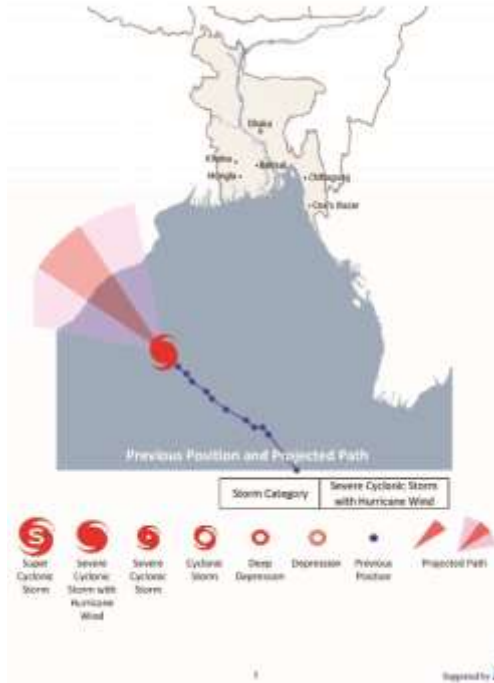 Dhaka
Khulna
Barisal
Mongla
Chittagong
Cox's Bazar
Previous Position and Projected Path
Storm Category
Severe Cyclonic Storm
with Hurricane Wind
S
Super
Cyclonic
Storm
Severe
Cyclonic
Storm with
Hurricane
Wind
Severe
Cyclonic
Storm
Cyclonic
Storm
Deep
Depression
Depression
Previous
Position
Projected Path
Supported by